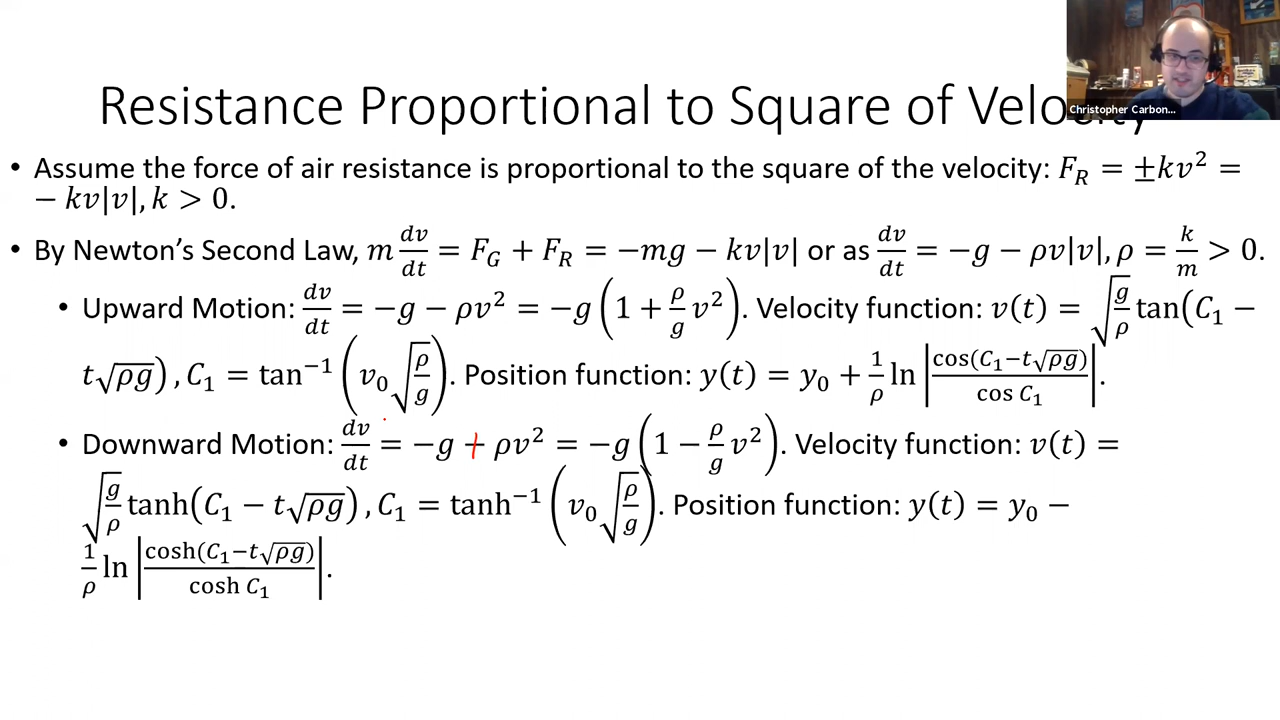 Resistance Proportional to Square of Velocity
Christopher Carbon...
• Assume the force of air resistance is proportional to the square of the velocity: F_R = ±kv² =
− kv|v|, k > 0.
• By Newton's Second Law, m dv/dt = F_G + F_R = −mg − kv|v| or as dv/dt = −g − ρv|v|, ρ = k/m > 0.
• Upward Motion: dv/dt = −g − ρv² = −g(1 + ρ/g v²). Velocity function: v(t) = √(g/ρ) tan(C₁ −
t√(ρg)), C₁ = tan⁻¹(v₀√(ρ/g)). Position function: y(t) = y₀ + 1/ρ ln|cos(C₁−t√(ρg))/cos C₁|.
• Downward Motion: dv/dt = −g + ρv² = −g(1 − ρ/g v²). Velocity function: v(t) =
√(g/ρ) tanh(C₁ − t√(ρg)), C₁ = tanh⁻¹(v₀√(ρ/g)). Position function: y(t) = y₀ −
1/ρ ln|cosh(C₁−t√(ρg))/cosh C₁|.